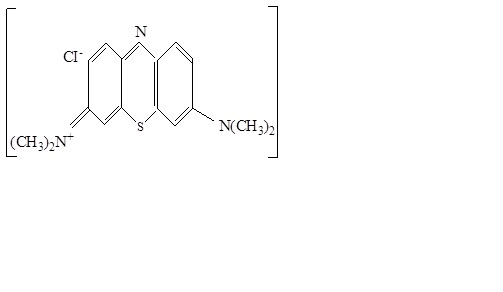 N
Cl-
S
N(CH3)2
(CH3)2N+